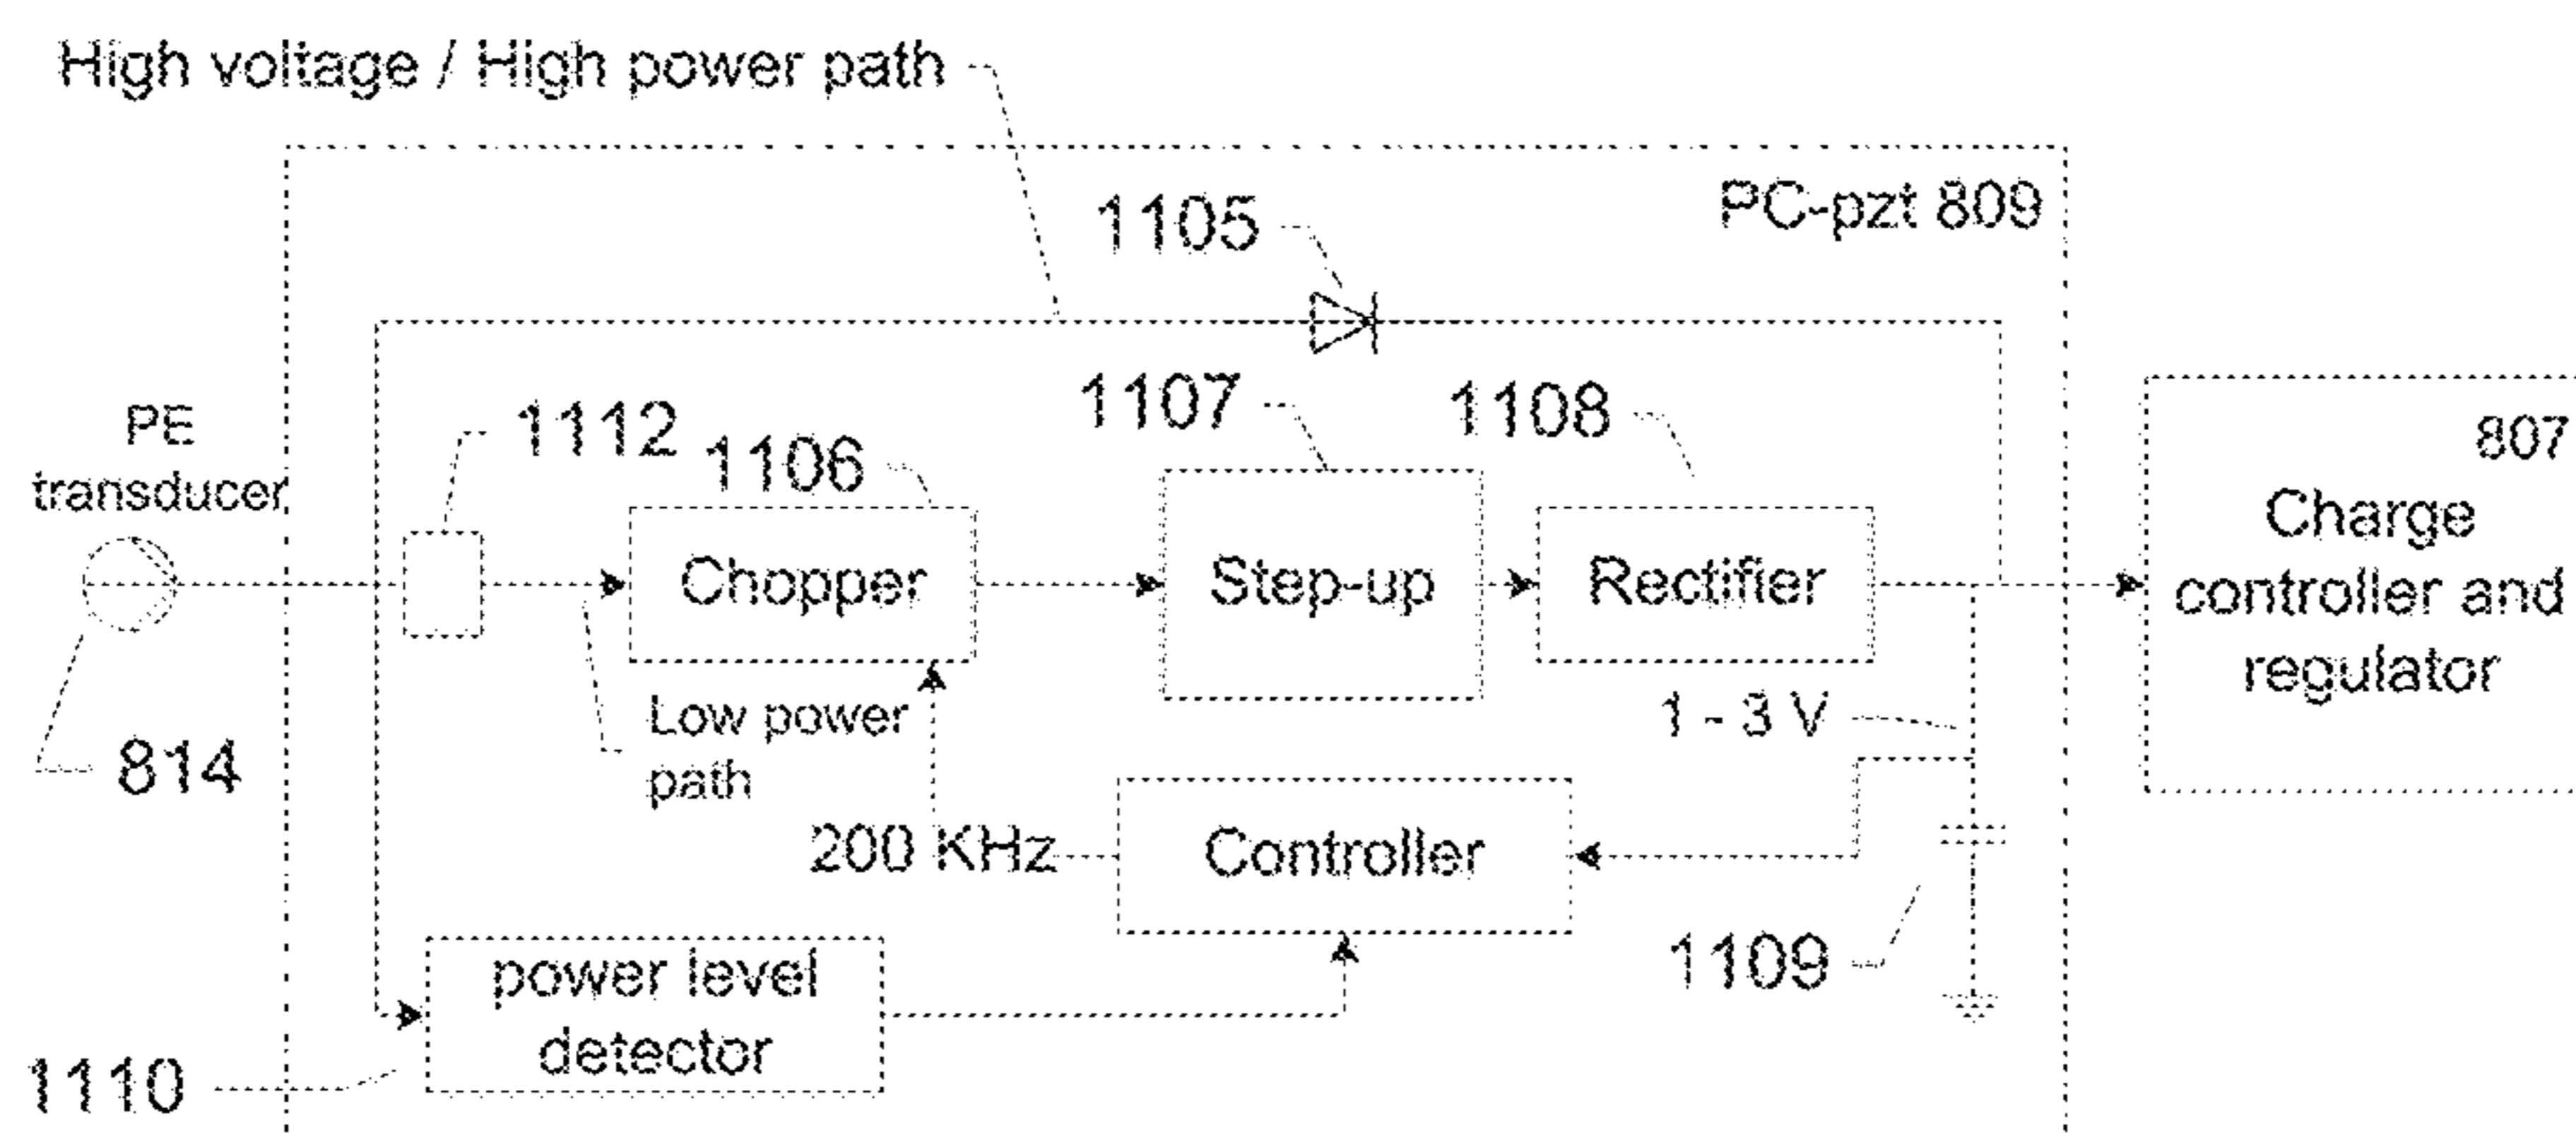 High voltage / High power path
PC-pzt 809
1105
1107
1108
PE
transducer
1112
1106
807
Charge
controller and
regulator
Chopper
Step-up
Rectifier
814
Low power
path
1 - 3 V
200 KHz
Controller
1109
power level
detector
1110